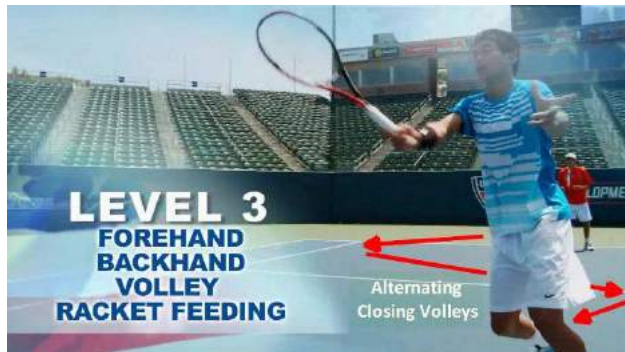 LEVEL 3
FOREHAND
BACKHAND
VOLLEY
RACKET FEEDING
Alternating
Closing Volleys